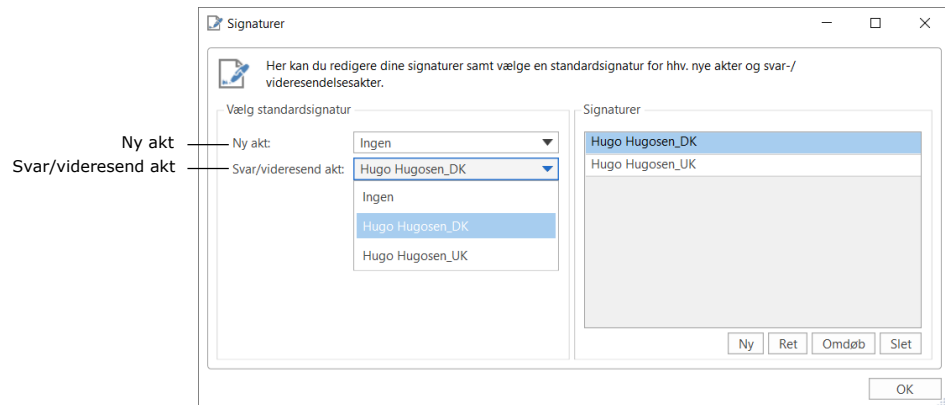 Signaturer
Her kan du redigere dine signaturer samt vælge en standardsignatur for hhv. nye akter og svar-/
videresendelsesakter.
Vælg standardsignatur
Ny akt
Ny akt:
Ingen
Svar/videresend akt
Svar/videresend akt:
Hugo Hugosen_DK
Ingen
Hugo Hugosen_DK
Hugo Hugosen_UK
Signaturer
Hugo Hugosen_DK
Hugo Hugosen_UK
Ny
Ret
Omdøb
Slet
OK